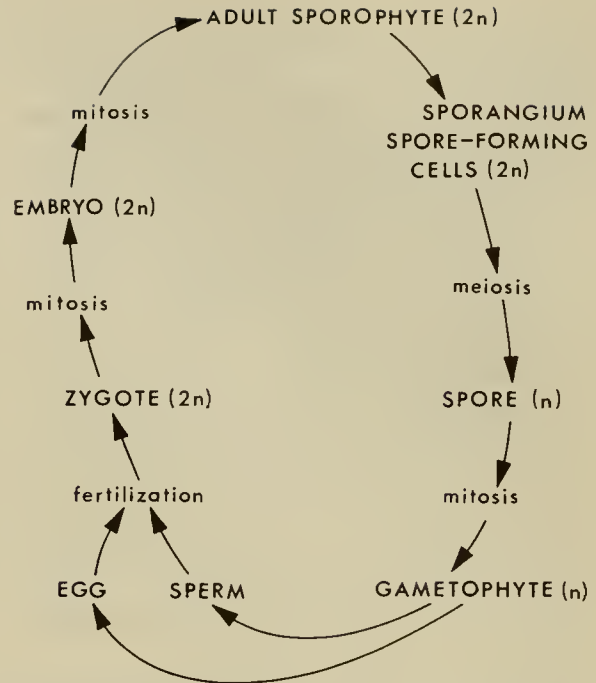 ADULT SPOROPHYTE (2n)
SPORANGIUM
SPORE-FORMING
CELLS (2n)
meiosis
SPORE (n)
mitosis
GAMETOPHYTE (n)
EGG
SPERM
fertilization
ZYGOTE (2n)
mitosis
EMBRYO (2n)
mitosis